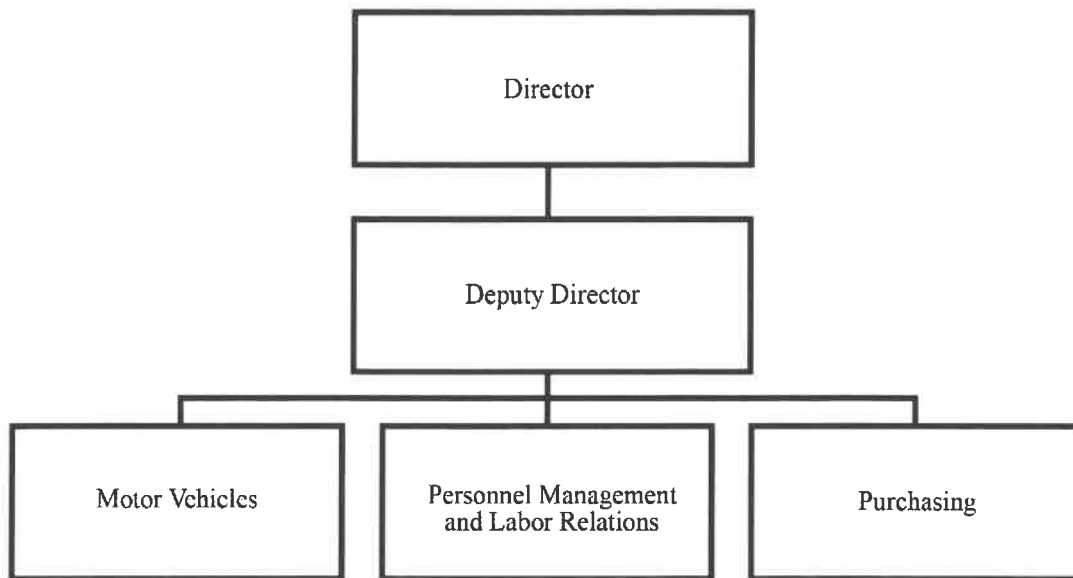 Director
Deputy Director
Motor Vehicles
Personnel Management
and Labor Relations
Purchasing